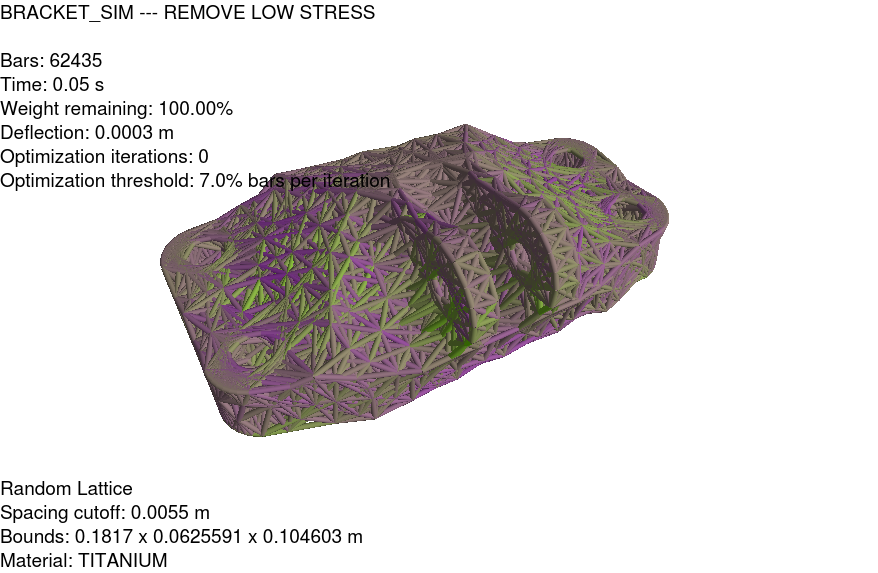 BRACKET_SIM --- REMOVE LOW STRESS
Bars: 62435
Time: 0.05 s
Weight remaining: 100.00%
Deflection: 0.0003 m
Optimization iterations: 0
Optimization threshold: 7.0% bars per iteration
Random Lattice
Spacing cutoff: 0.0055 m
Bounds: 0.1817 x 0.0625591 x 0.104603 m
Material: TITANIUM